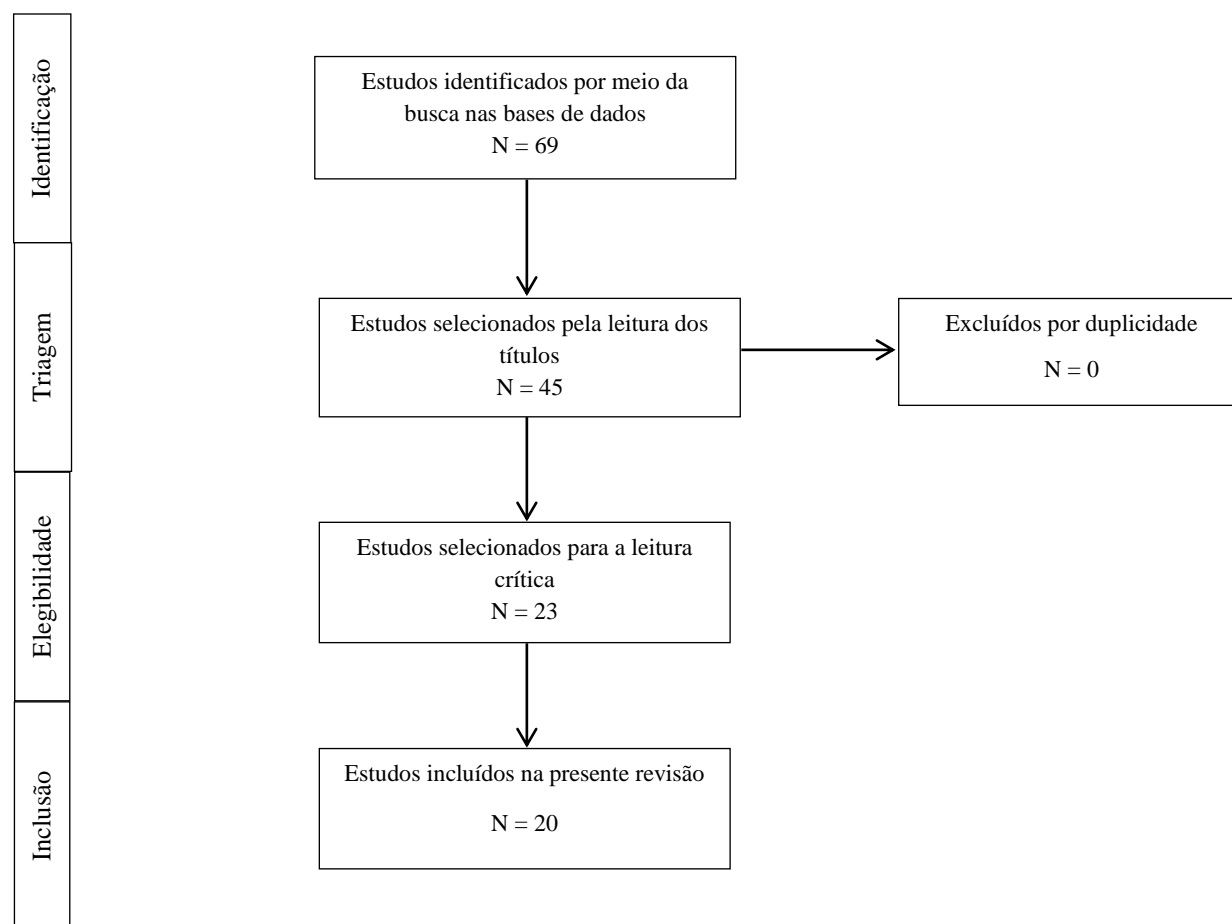 Identificação
Estudos identificados por meio da
busca nas bases de dados
N = 69
Triagem
Estudos selecionados pela leitura dos
títulos
N = 45
Excluídos por duplicidade
N = 0
Elegibilidade
Estudos selecionados para a leitura
crítica
N = 23
Inclusão
Estudos incluídos na presente revisão
N = 20